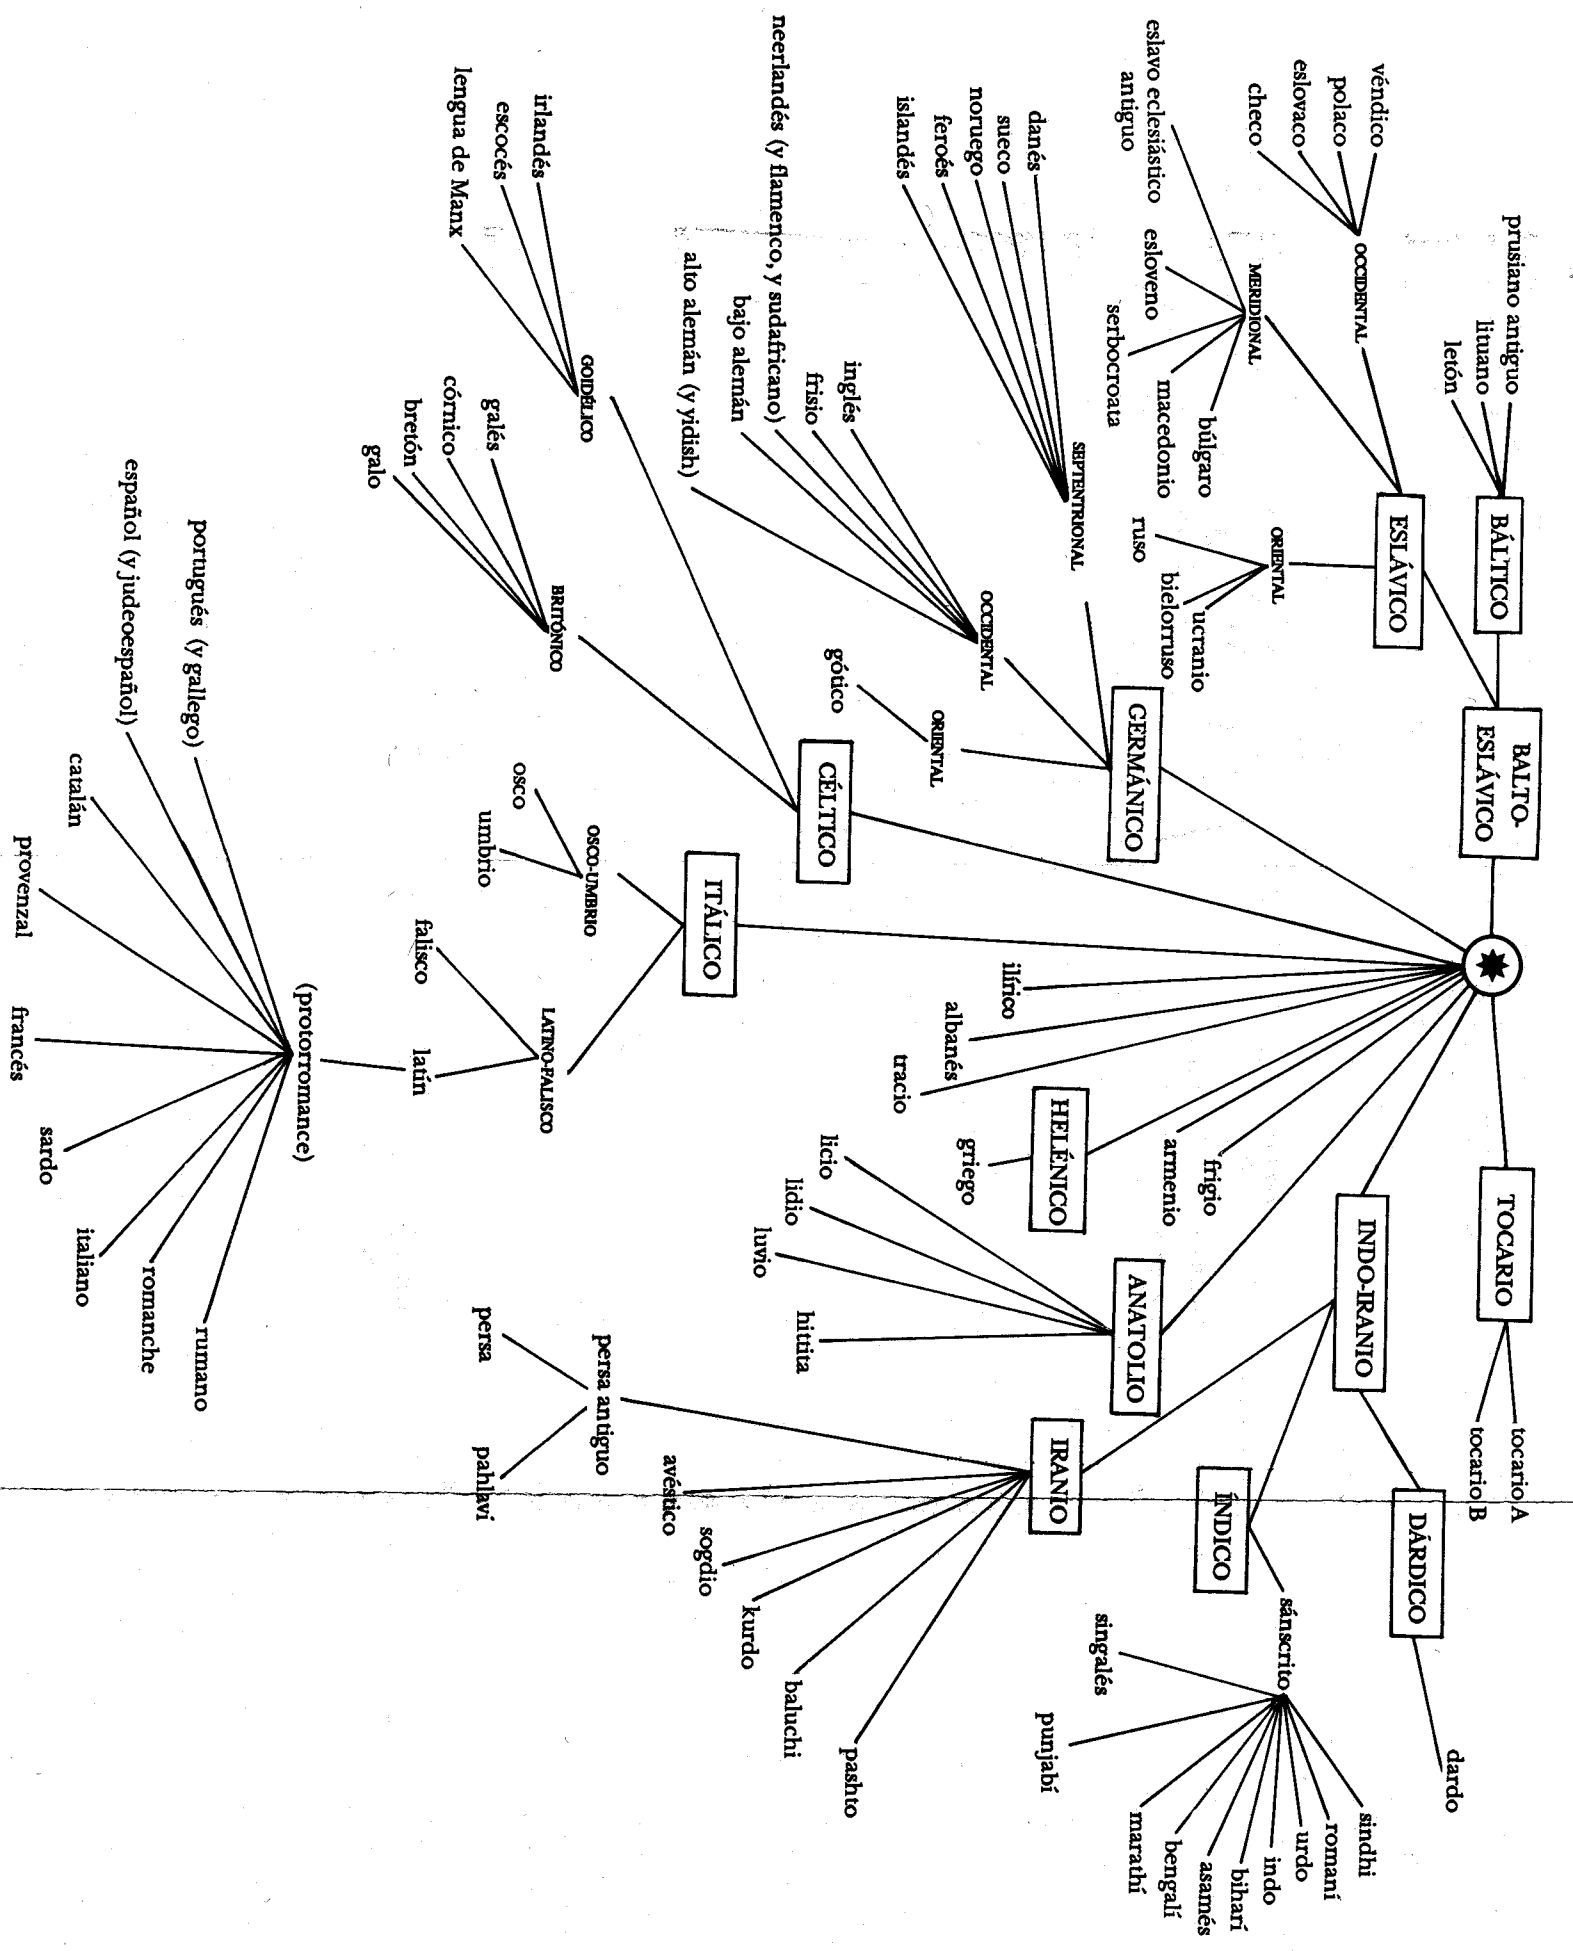 BALTO-
ESLÁVICO
BÁLTICO
prusiano antiguo
lituano
letón
ESLÁVICO
OCCIDENTAL
véndico
polaco
eslovaco
checo
MERIDIONAL
eslavo eclesiástico
antiguo
esloveno
serbocroata
macedonio
búlgaro
ORIENTAL
ruso
bielorruso
ucranio
GERMÁNICO
SEPTENTRIONAL
danés
sueco
noruego
feroés
islandés
OCCIDENTAL
inglés
frisio
neerlandés (y flamenco, y sudafricano)
bajo alemán
alto alemán (y yidish)
ORIENTAL
gótico
CÉLTICO
GOIDÉLICO
irlandés
escocés
lengua de Manx
BRITÓNICO
galés
córnico
bretón
galo
ITÁLICO
OSCO-UMBRIO
osco
umbrio
LATINO-FALISCO
falisco
latín
(protorromance)
portugués (y gallego)
español (y judeoespañol)
catalán
provenzal
francés
sardo
italiano
romanche
rumano
ilírico
albanés
tracio
HELÉNICO
griego
armenio
frigio
ANATOLIO
licio
lidio
luvio
hittita
TOCARIO
tocario A
tocario B
INDO-IRANIO
IRANIO
persa antiguo
persa
pahlaví
avéstico
sogdio
kurdo
baluchi
pashto
ÍNDICO
sánscrito
singalés
punjabí
marathí
bengalí
asamés
biharí
indo
urdo
romaní
sindhi
DÁRDICO
dardo